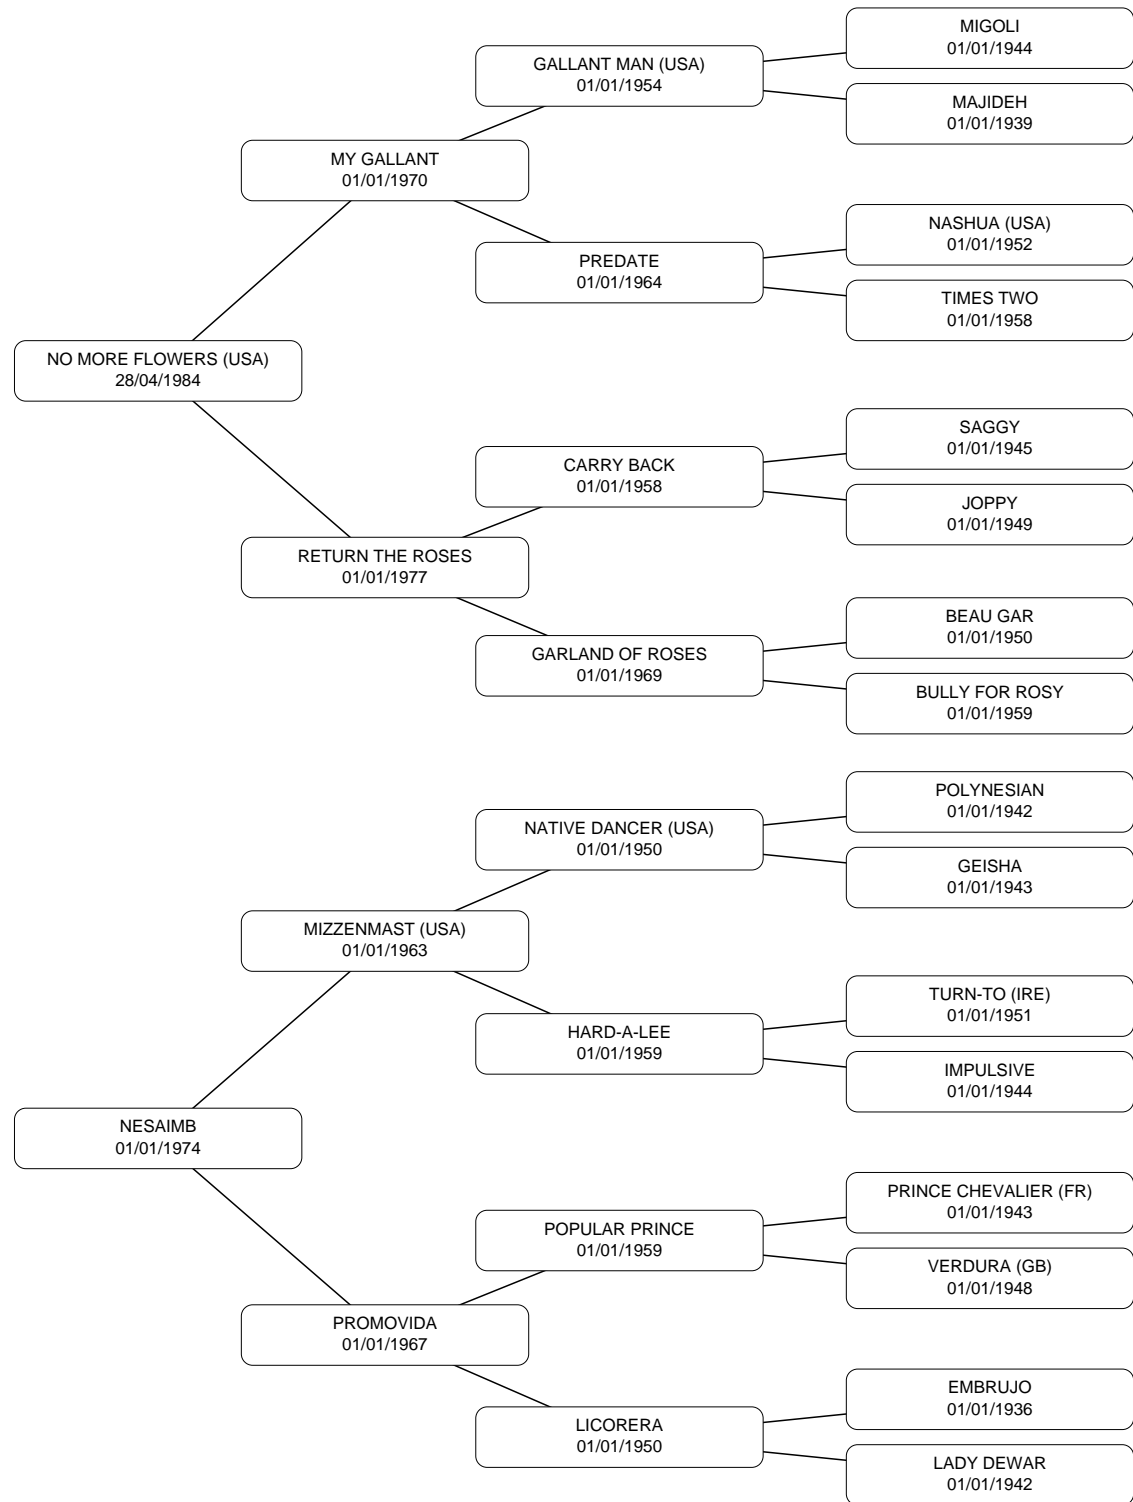 MIGOLI
01/01/1944
GALLANT MAN (USA)
01/01/1954
MAJIDEH
01/01/1939
MY GALLANT
01/01/1970
NASHUA (USA)
01/01/1952
PREDATE
01/01/1964
TIMES TWO
01/01/1958
NO MORE FLOWERS (USA)
28/04/1984
SAGGY
01/01/1945
CARRY BACK
01/01/1958
JOPPY
01/01/1949
RETURN THE ROSES
01/01/1977
BEAU GAR
01/01/1950
GARLAND OF ROSES
01/01/1969
BULLY FOR ROSY
01/01/1959
POLYNESIAN
01/01/1942
NATIVE DANCER (USA)
01/01/1950
GEISHA
01/01/1943
MIZZENMAST (USA)
01/01/1963
TURN-TO (IRE)
01/01/1951
HARD-A-LEE
01/01/1959
IMPULSIVE
01/01/1944
NESAIMB
01/01/1974
PRINCE CHEVALIER (FR)
01/01/1943
POPULAR PRINCE
01/01/1959
VERDURA (GB)
01/01/1948
PROMOVIDA
01/01/1967
EMBRUJO
01/01/1936
LICORERA
01/01/1950
LADY DEWAR
01/01/1942